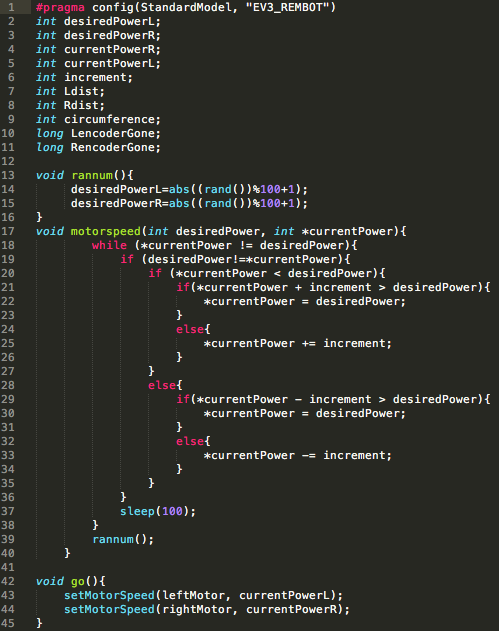 1 #pragma config(StandardModel, "EV3_REMBOT")
2 int desiredPowerL;
3 int desiredPowerR;
4 int currentPowerR;
5 int currentPowerL;
6 int increment;
7 int Ldist;
8 int Rdist;
9 int circumference;
10 long LencoderGone;
11 long RencoderGone;
12
13 void rannum(){
14 desiredPowerL=abs((rand())%100+1);
15 desiredPowerR=abs((rand())%100+1);
16 }
17 void motorspeed(int desiredPower, int *currentPower){
18 while (*currentPower != desiredPower){
19 if (desiredPower!=*currentPower){
20 if (*currentPower < desiredPower){
21 if(*currentPower + increment > desiredPower){
22 *currentPower = desiredPower;
23 }
24 else{
25 *currentPower += increment;
26 }
27 }
28 else{
29 if(*currentPower - increment > desiredPower){
30 *currentPower = desiredPower;
31 }
32 else{
33 *currentPower -= increment;
34 }
35 }
36 }
37 sleep(100);
38 }
39 rannum();
40 }
41
42 void go(){
43 setMotorSpeed(leftMotor, currentPowerL);
44 setMotorSpeed(rightMotor, currentPowerR);
45 }